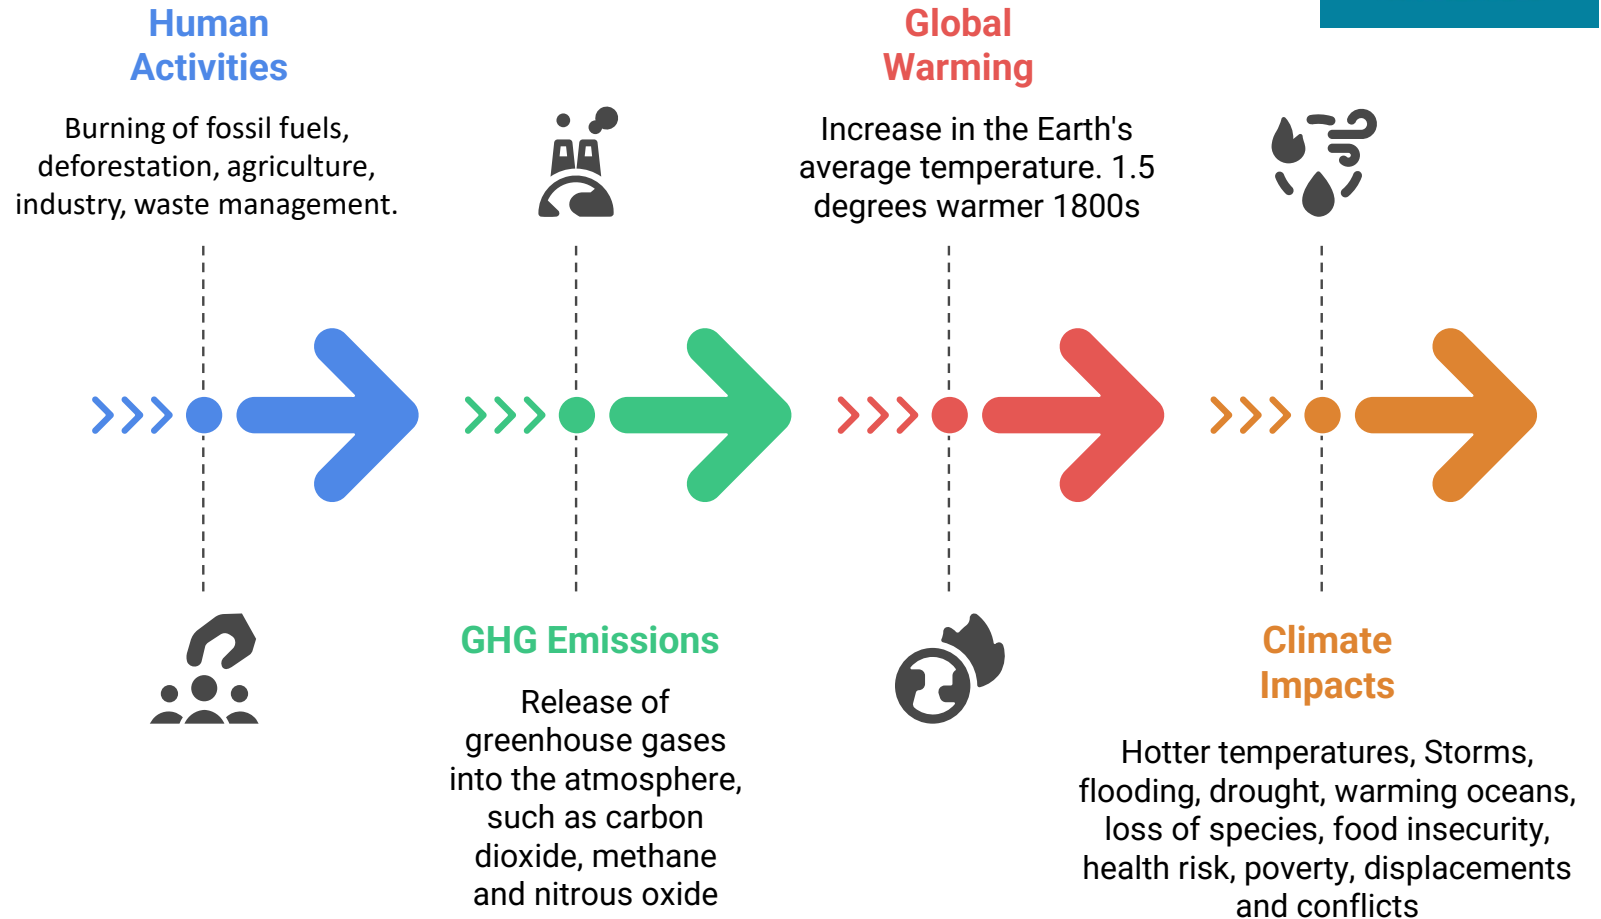 Human
Activities
Burning of fossil fuels,
deforestation, agriculture,
industry, waste management.
GHG Emissions
Release of
greenhouse gases
into the atmosphere,
such as carbon
dioxide, methane
and nitrous oxide
Global
Warming
Increase in the Earth's
average temperature. 1.5
degrees warmer 1800s
Climate
Impacts
Hotter temperatures, Storms,
flooding, drought, warming oceans,
loss of species, food insecurity,
health risk, poverty, displacements
and conflicts